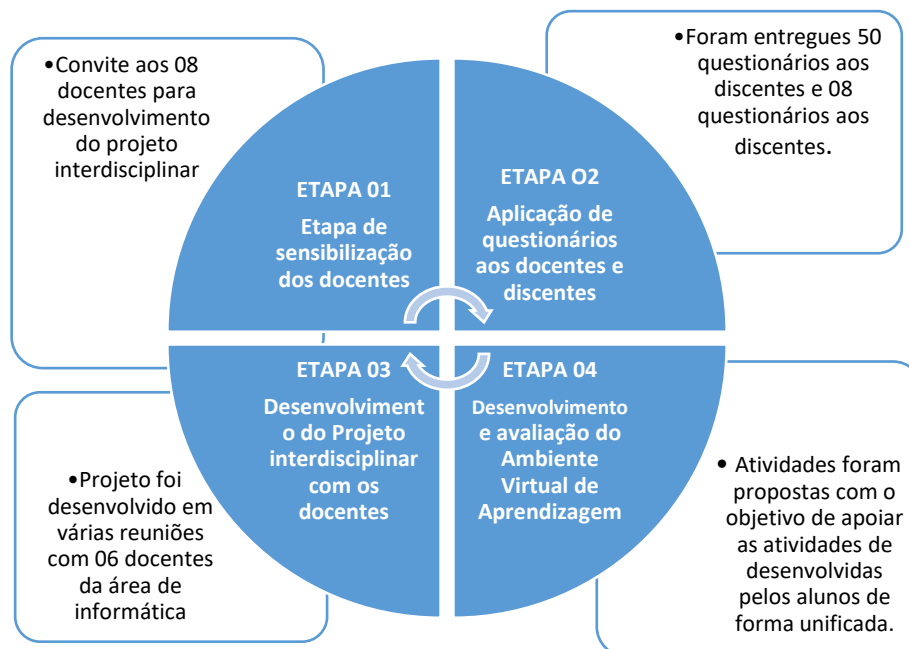 •Convite aos 08
docentes para
desenvolvimento
do projeto
interdisciplinar
•Foram entregues 50
questionários aos
discentes e 08
questionários aos
discentes.
ETAPA 01
Etapa de
sensibilização
dos docentes
ETAPA O2
Aplicação de
questionários
aos docentes e
discentes
ETAPA 03
Desenvolviment
o do Projeto
interdisciplinar
com os
docentes
ETAPA 04
Desenvolvimento
e avaliação do
Ambiente
Virtual de
Aprendizagem
•Projeto foi
desenvolvido em
várias reuniões
com 06 docentes
da área de
informática
• Atividades foram
propostas com o
objetivo de apoiar
as atividades de
desenvolvidas
pelos alunos de
forma unificada.